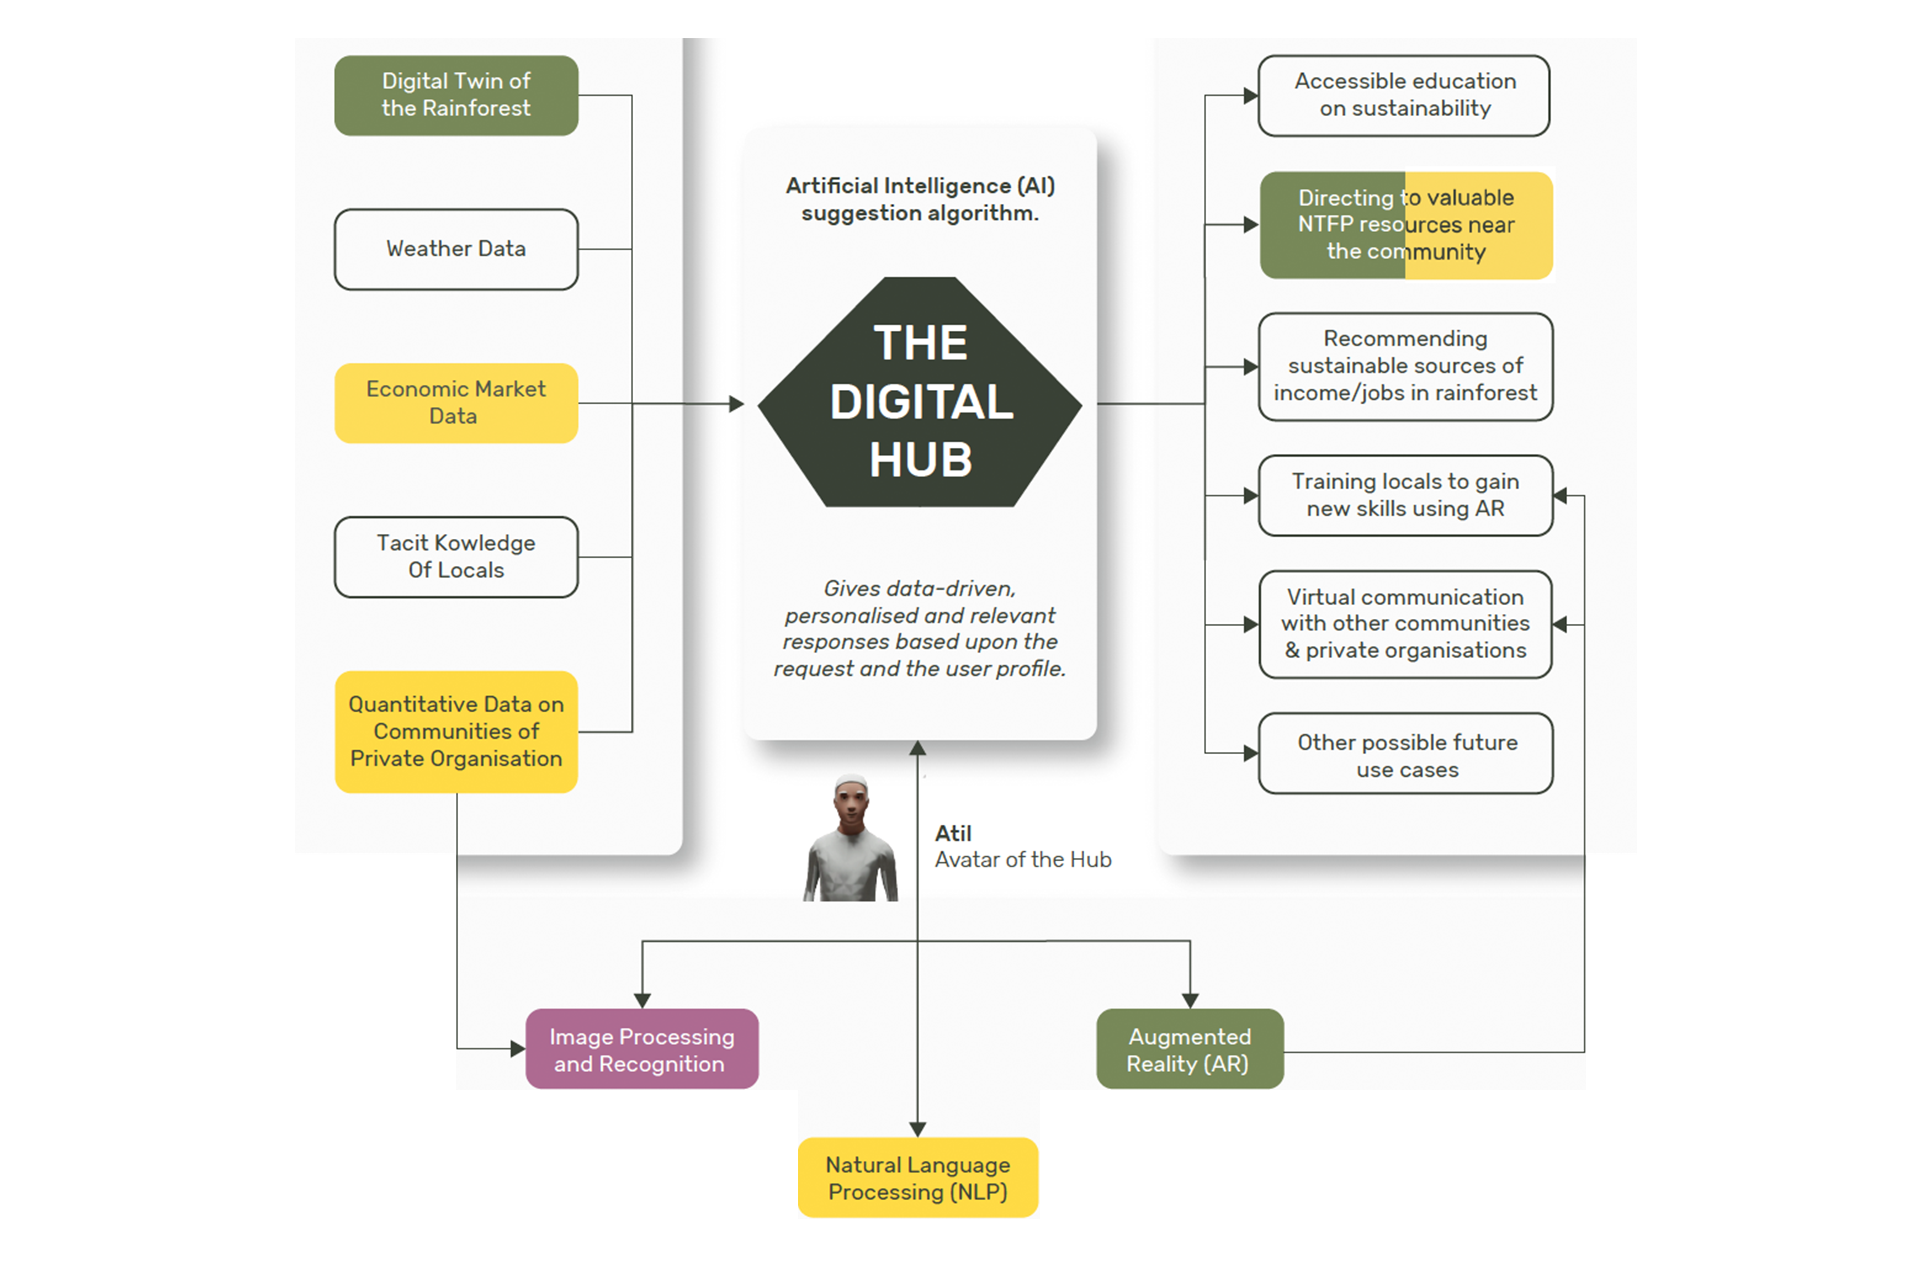 Digital Twin of
the Rainforest
Weather Data
Economic Market
Data
Tacit Kowledge
Of Locals
Quantitative Data on
Communities of
Private Organisation
Artificial Intelligence (AI)
suggestion algorithm.
THE
DIGITAL
HUB
Gives data-driven,
personalised and relevant
responses based upon the
request and the user profile.
Atil
Avatar of the Hub
Accessible education
on sustainability
Directing to valuable
NTFP resources near
the community
Recommending
sustainable sources of
income/jobs in rainforest
Training locals to gain
new skills using AR
Virtual communication
with other communities
& private organisations
Other possible future
use cases
Image Processing
and Recognition
Augmented
Reality (AR)
Natural Language
Processing (NLP)